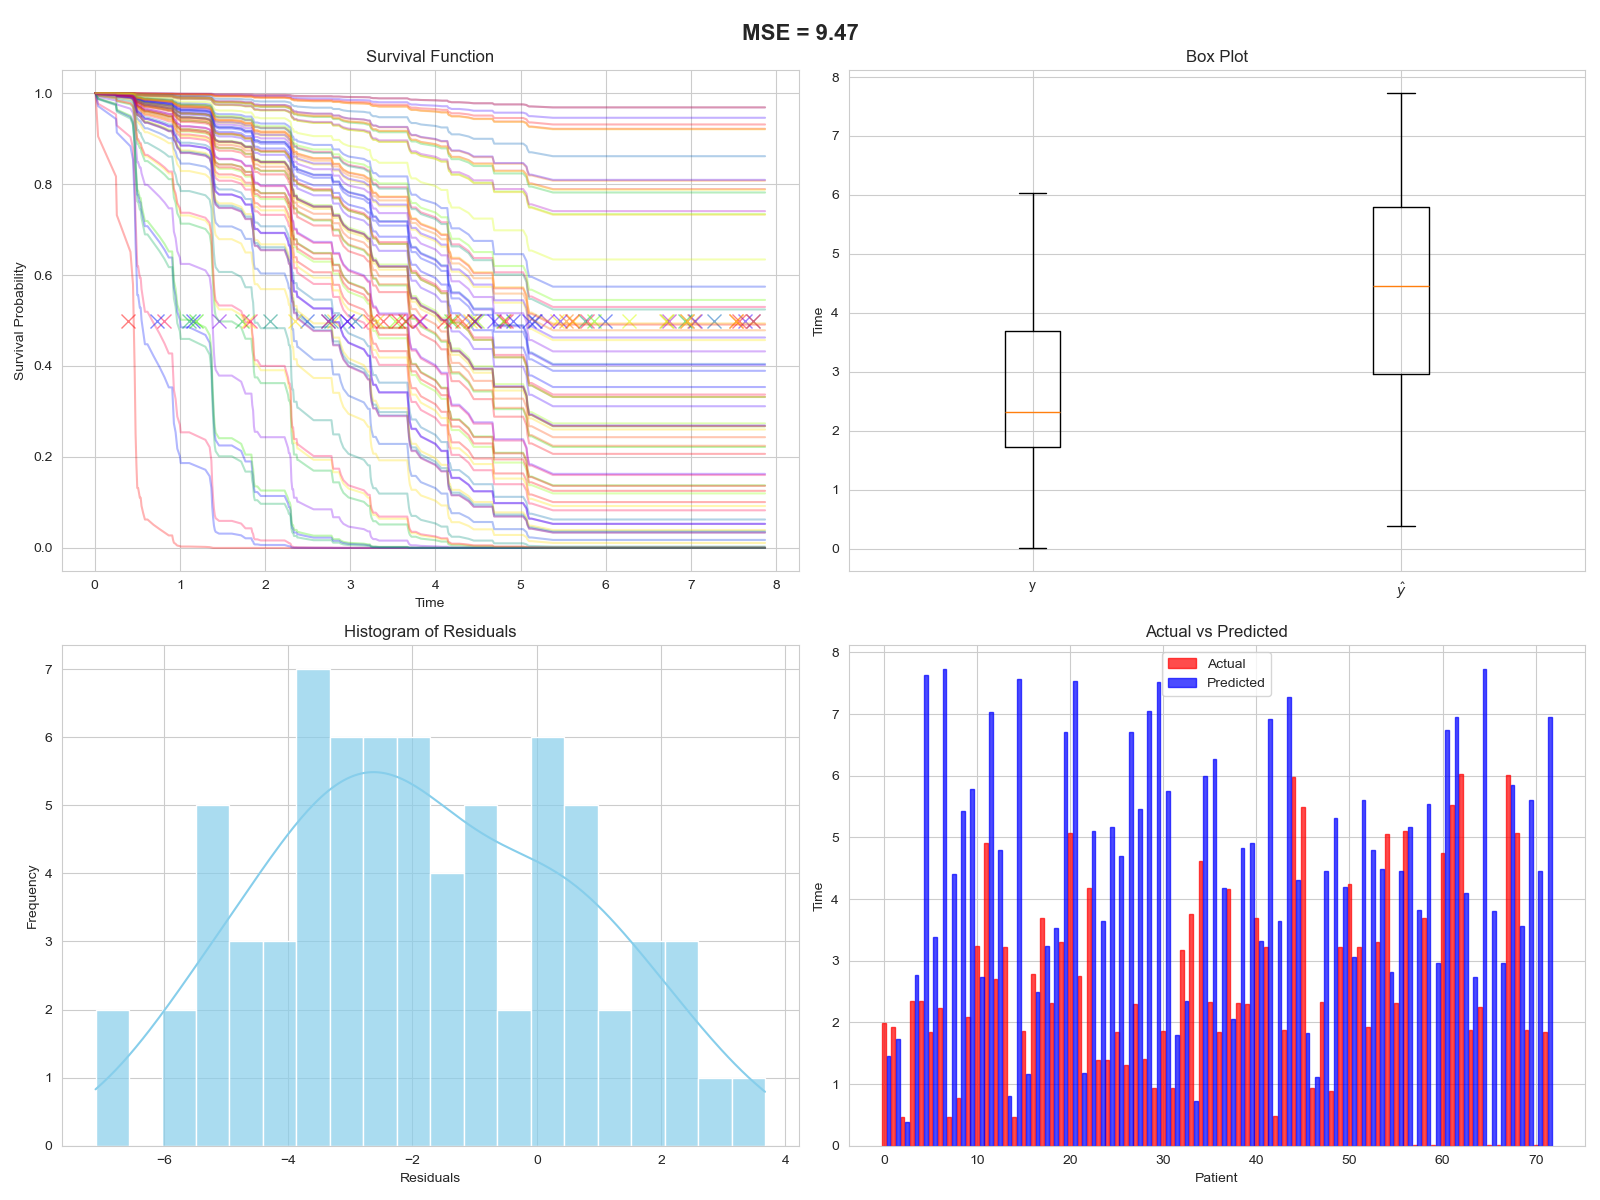 MSE = 9.47
Survival Function
Survival Probability
1.0
0.8
0.6
0.4
0.2
0.0
0 1 2 3 4 5 6 7 8
Time
Box Plot
Time
8
7
6
5
4
3
2
1
0
y ŷ
Histogram of Residuals
Frequency
7
6
5
4
3
2
1
0
−6 −4 −2 0 2 4
Residuals
Actual vs Predicted
Actual
Predicted
Time
8
7
6
5
4
3
2
1
0
0 10 20 30 40 50 60 70
Patient